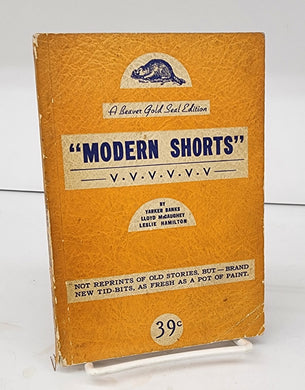 A Beaver Gold Seal Edition
"MODERN SHORTS"
V.V.V.V.V.V
BY
YARKER BANKS
LLOYD McGAUGHEY
LESLIE HAMILTON
NOT REPRINTS OF OLD STORIES, BUT—BRAND
NEW TID-BITS, AS FRESH AS A POT OF PAINT.
39c